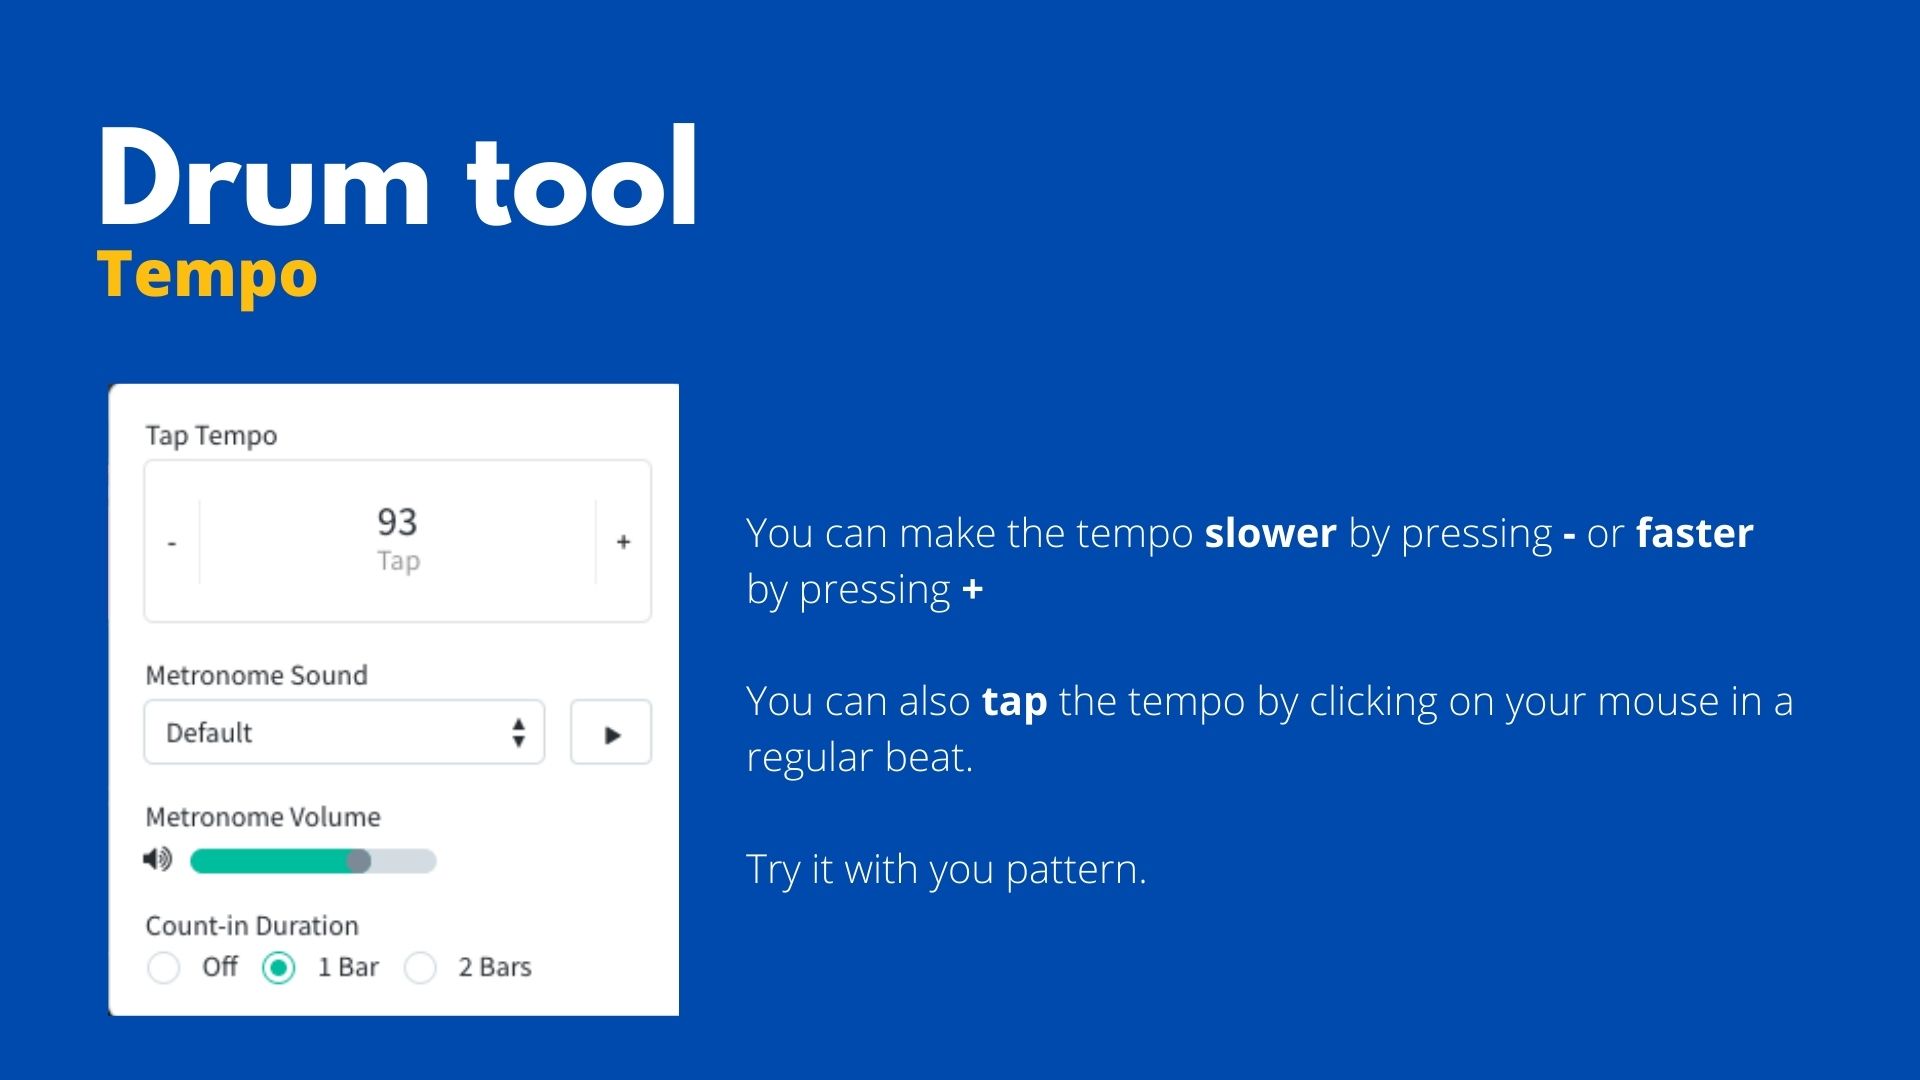 Drum tool
Tempo
Tap Tempo
- 93 +
Tap
Metronome Sound
Default
Metronome Volume
Count-in Duration
Off 1 Bar 2 Bars
You can make the tempo slower by pressing - or faster
by pressing +
You can also tap the tempo by clicking on your mouse in a
regular beat.
Try it with you pattern.